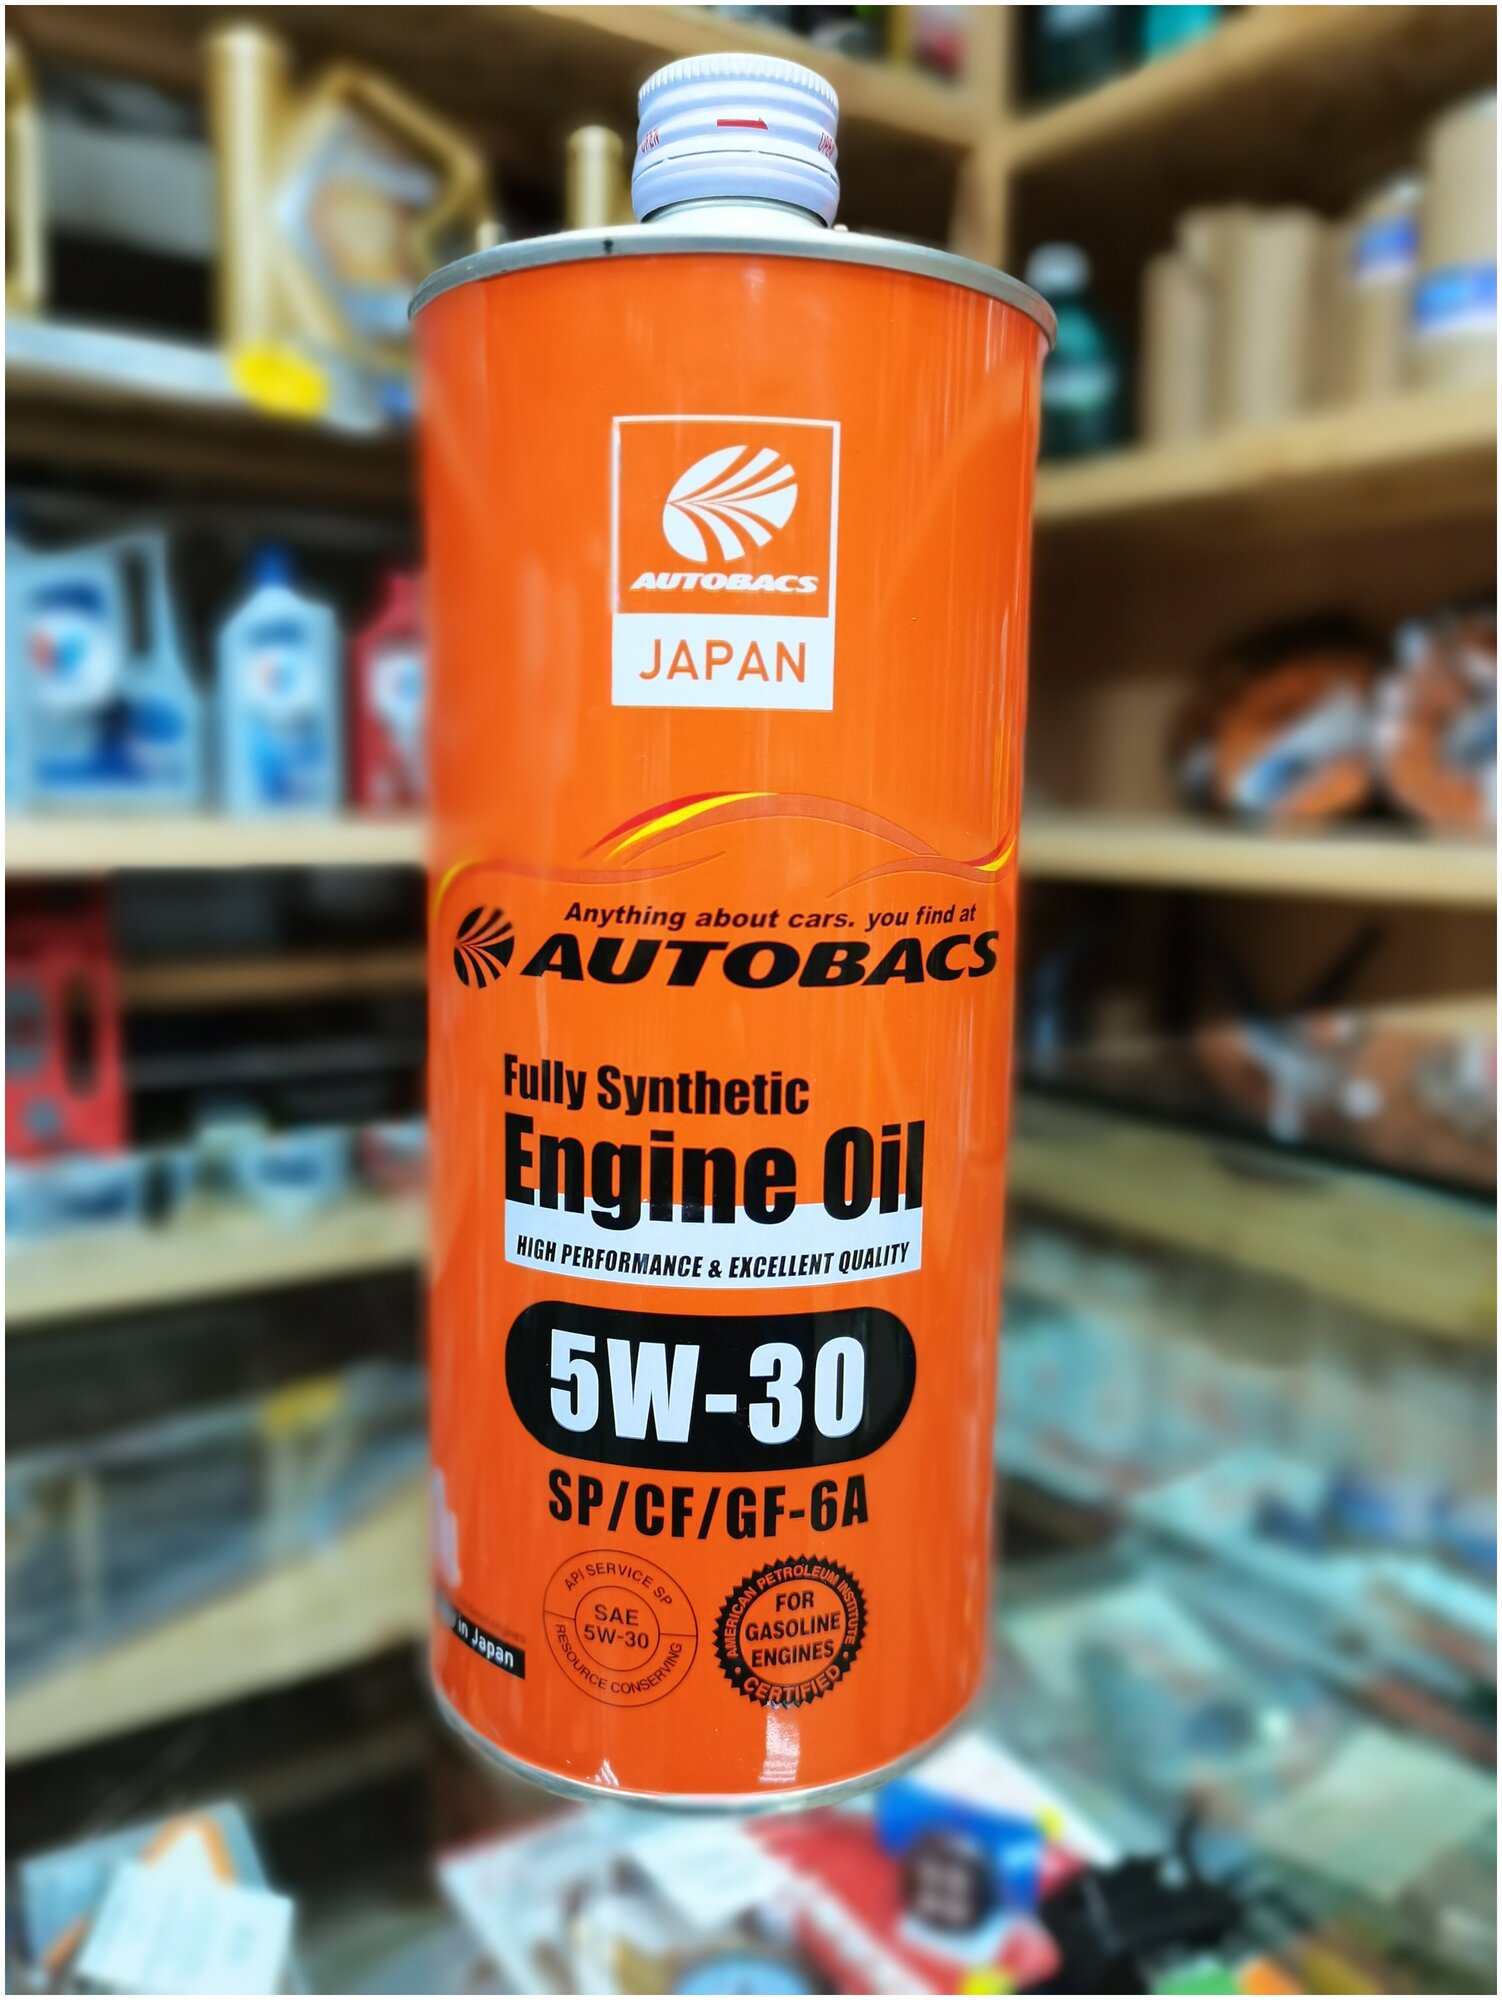 OPEN
AUTOBACS
JAPAN
Anything about cars. you find at
AUTOBACS
Fully Synthetic
Engine Oil
HIGH PERFORMANCE & EXCELLENT QUALITY
5W-30
SP/CF/GF-6A
API SERVICE SP
SAE
5W-30
RESOURCE CONSERVING
AMERICAN PETROLEUM INSTITUTE
FOR
GASOLINE
ENGINES
CERTIFIED
in Japan